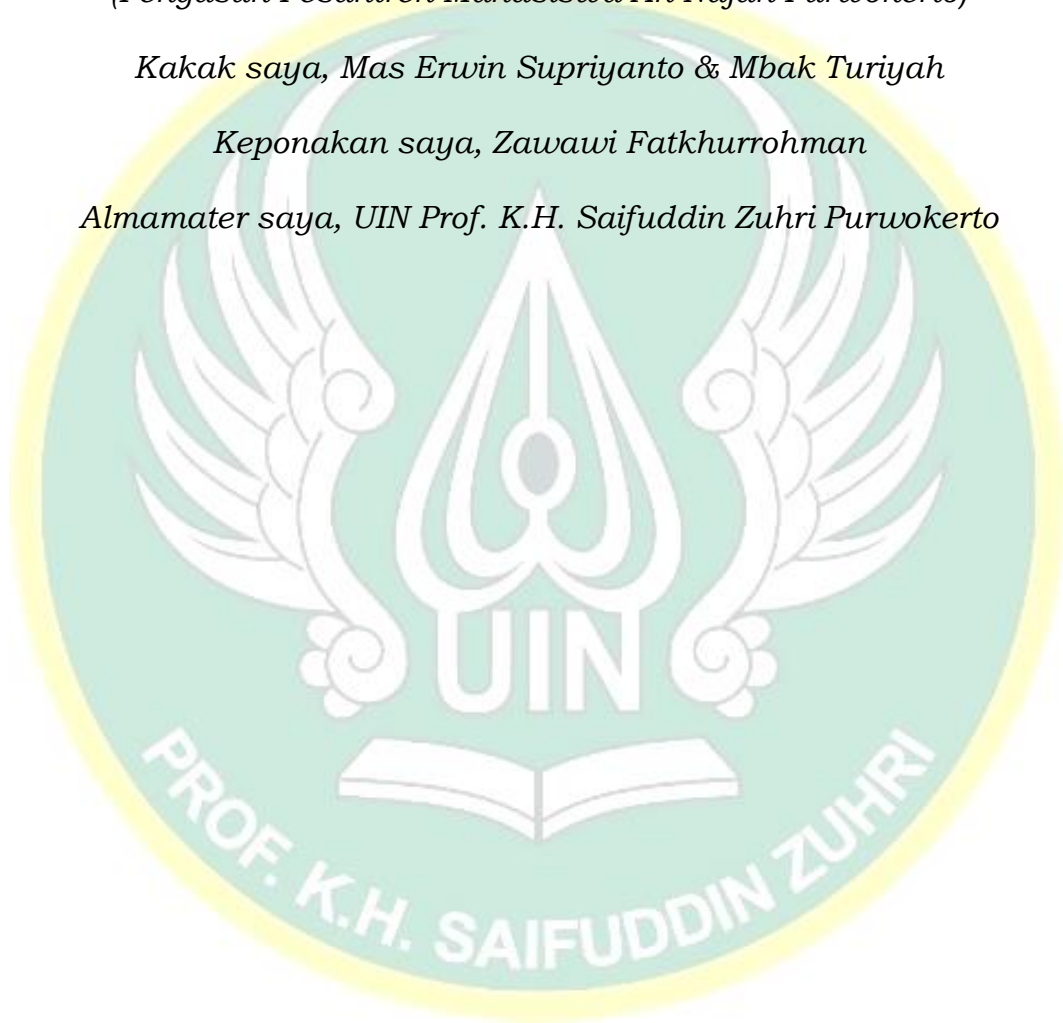 Kakak saya, Mas Erwin Supriyanto & Mbak Turiyah
Keponakan saya, Zawawi Fatkhurrohman
Almamater saya, UIN Prof. K.H. Saifuddin Zuhri Purwokerto
UIN
PROF. K.H. SAIFUDDIN ZUHRI